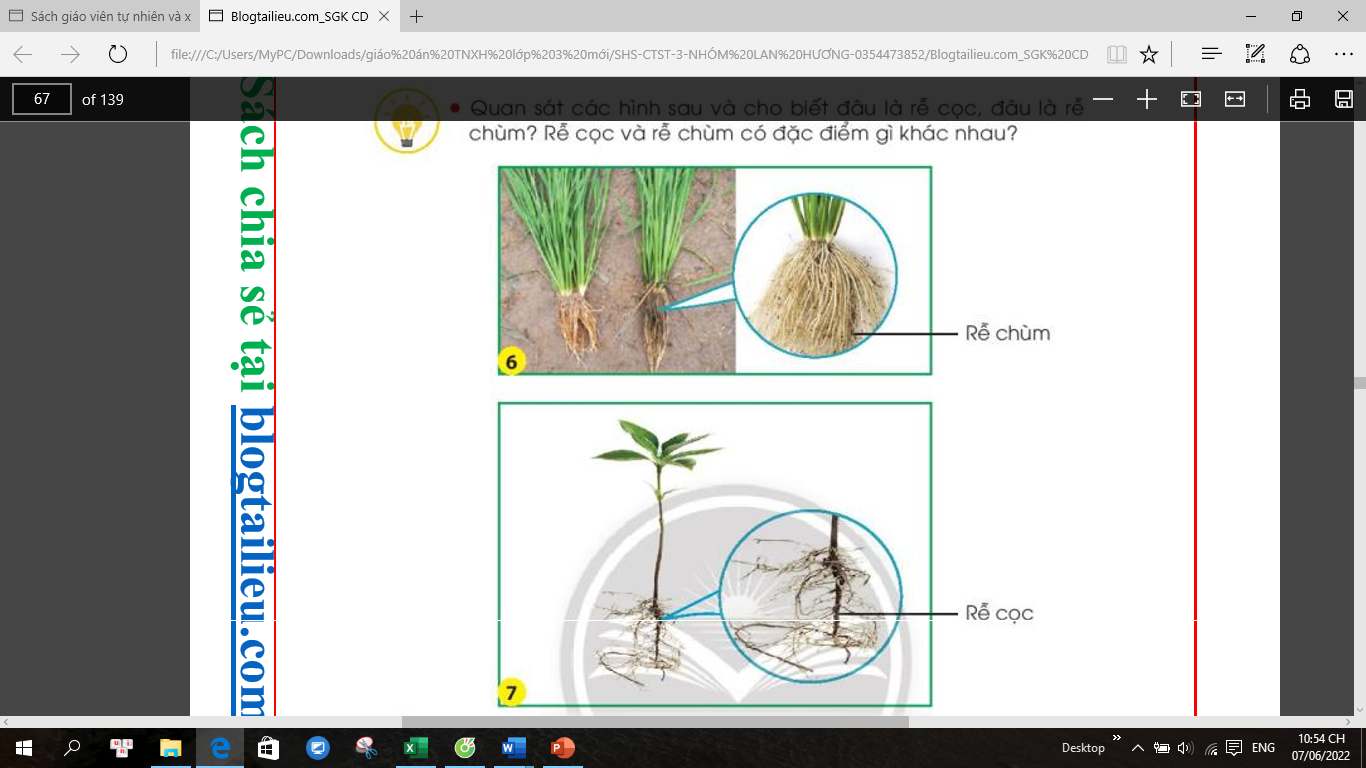 Sách giáo viên tự nhiên và x
Blogtailieu.com_SGK CD
file:///C:/Users/MyPC/Downloads/giáo%20án%20TNXH%20lớp%203%20mới/SHS-CTST-3-NHÓM%20LAN%20HƯƠNG-0354473852/Blogtailieu.com_SGK%20CD
67 of 139
Sách chia sẽ tại blogtailieu.com
• Quan sát các hình sau và cho biết đâu là rễ cọc, đâu là rễ
chùm? Rễ cọc và rễ chùm có đặc điểm gì khác nhau?
Rễ chùm
6
Rễ cọc
7
Desktop
ENG
10:54 CH
07/06/2022